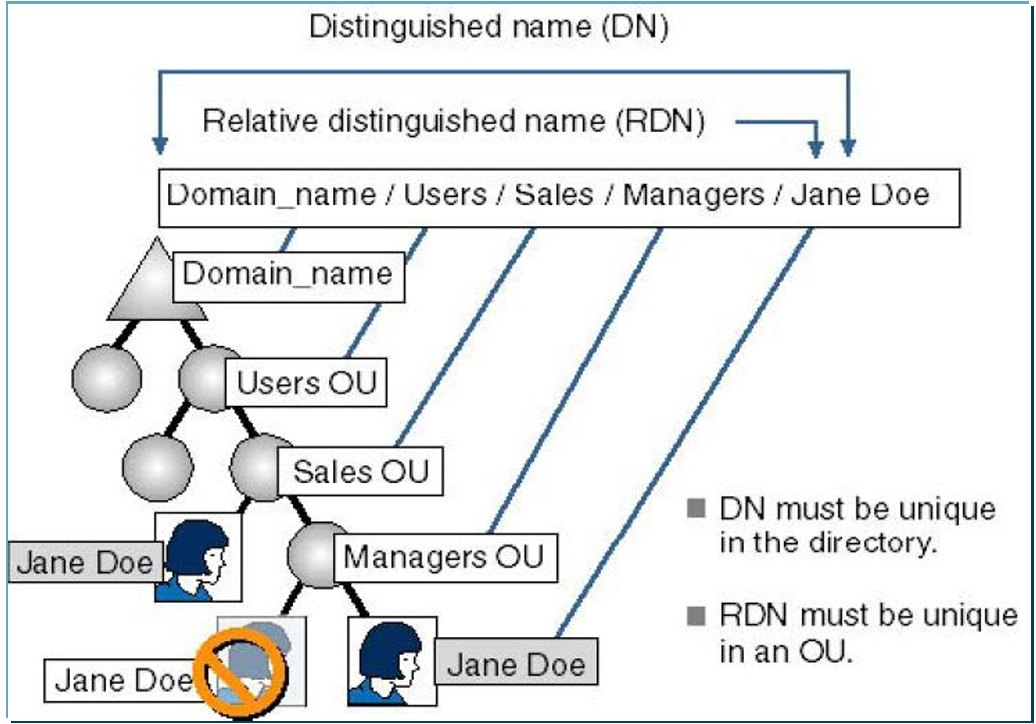 Distinguished name (DN)
Relative distinguished name (RDN)
Domain_name / Users / Sales / Managers / Jane Doe
Domain_name
Users OU
Sales OU
Jane Doe
Managers OU
Jane Doe
Jane Doe
DN must be unique
in the directory.
RDN must be unique
in an OU.